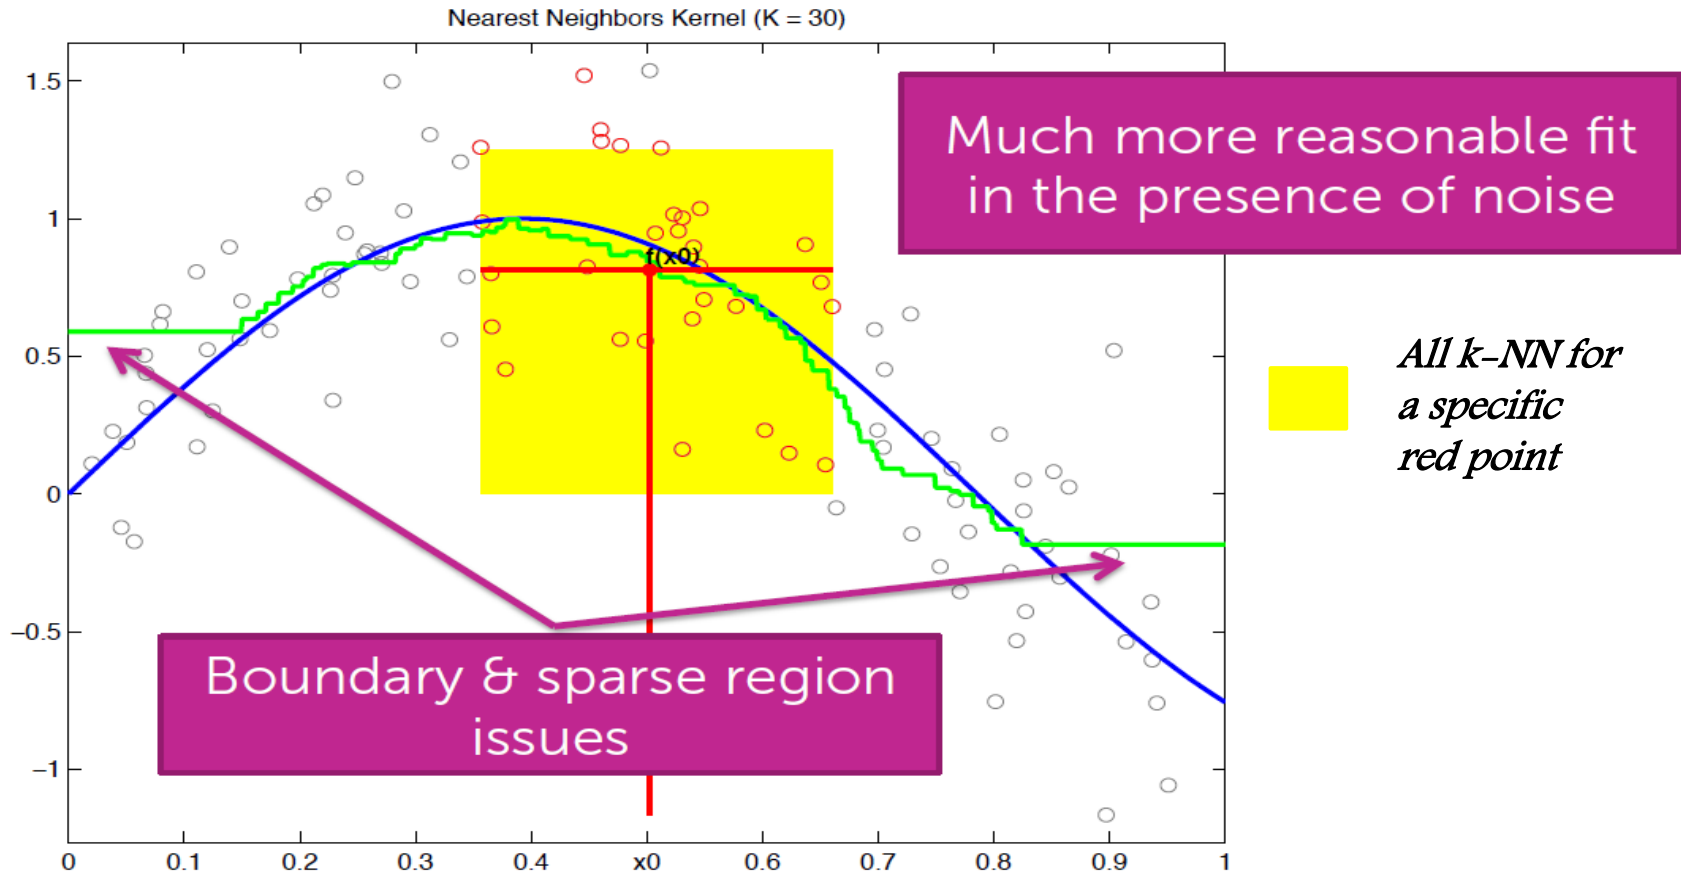 Nearest Neighbors Kernel (K = 30)
1.5
1
0.5
0
−0.5
−1
Much more reasonable fit
in the presence of noise
f(x0)
All k-NN for
a specific
red point
Boundary & sparse region
issues
0 0.1 0.2 0.3 0.4 x0 0.6 0.7 0.8 0.9 1